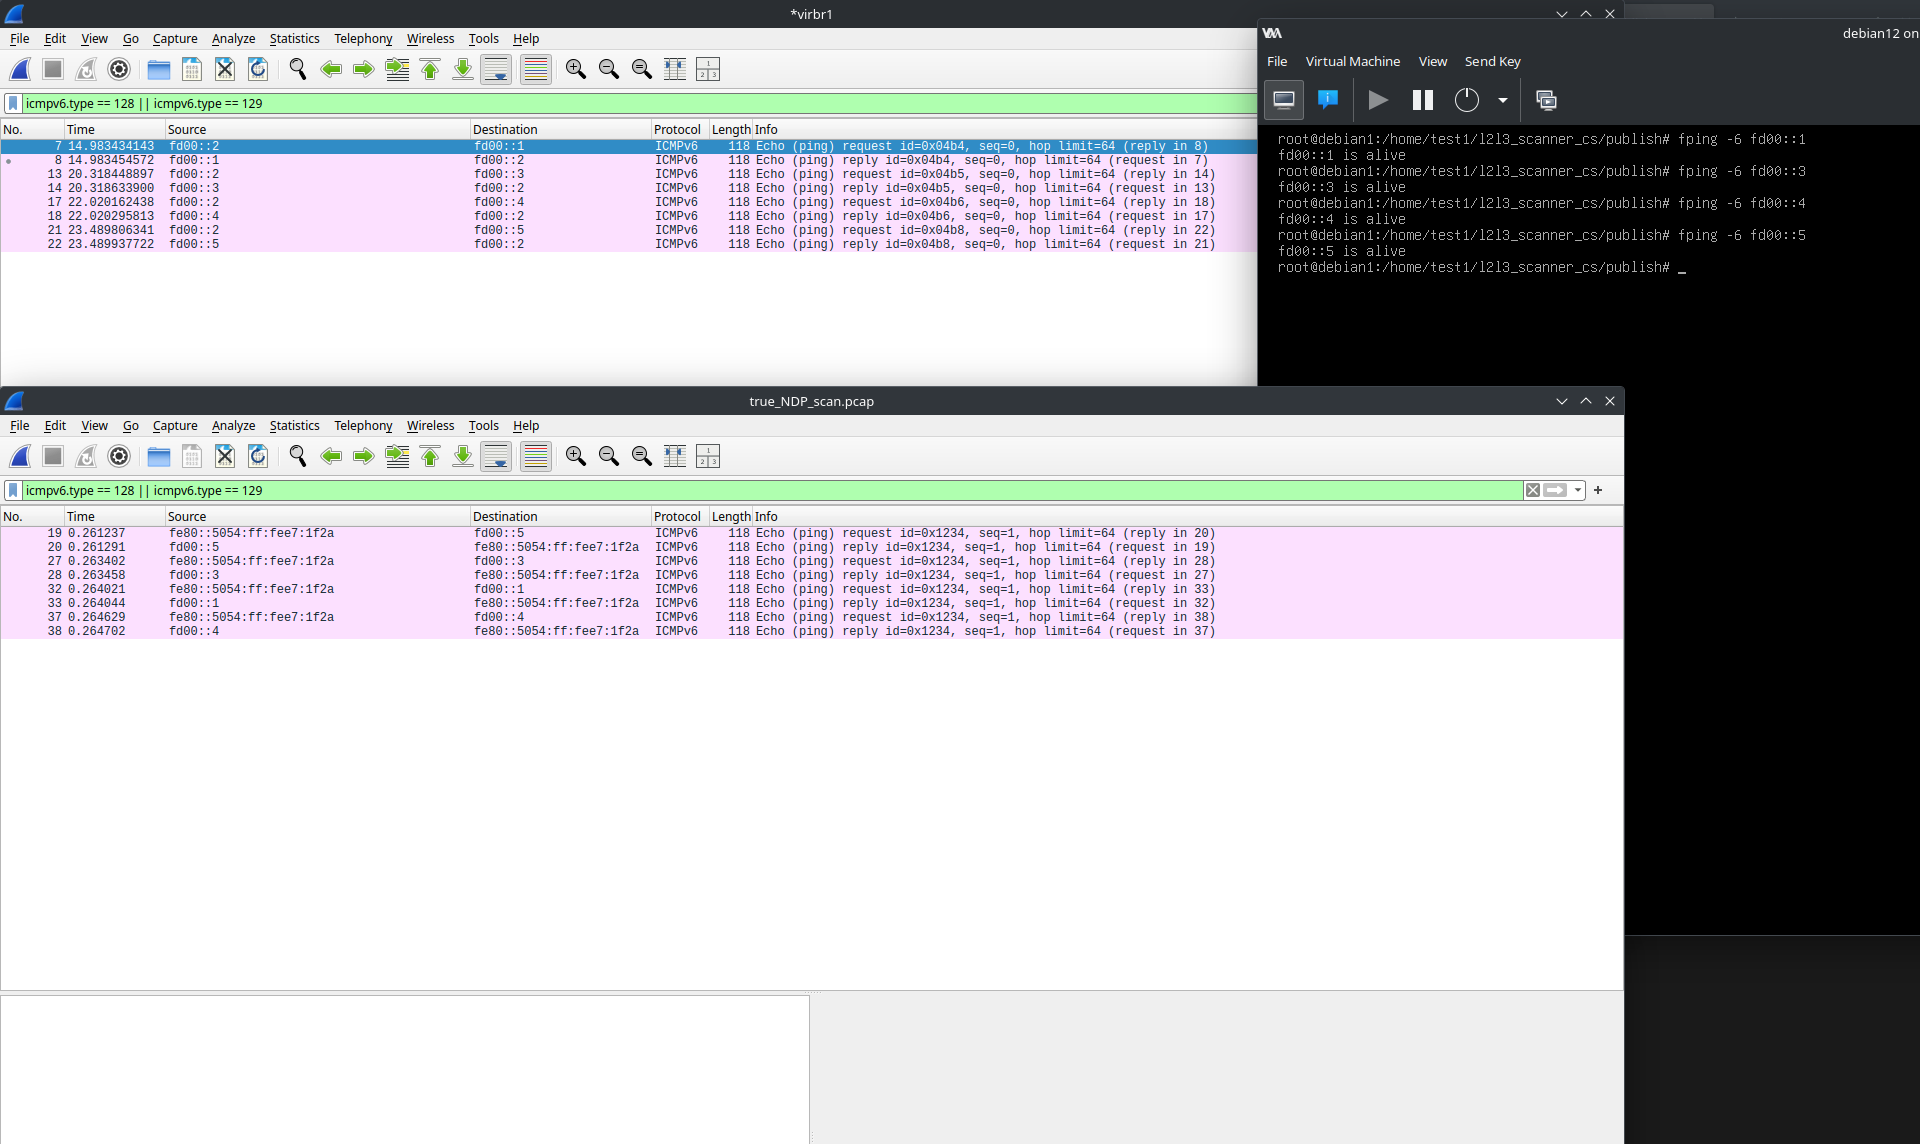 *virbr1
File Edit View Go Capture Analyze Statistics Telephony Wireless Tools Help
icmpv6.type == 128 || icmpv6.type == 129
No. Time Source Destination Protocol Length Info
7 14.983434143 fd00::2 fd00::1 ICMPv6 118 Echo (ping) request id=0x04b4, seq=0, hop limit=64 (reply in 8)
8 14.983454572 fd00::1 fd00::2 ICMPv6 118 Echo (ping) reply id=0x04b4, seq=0, hop limit=64 (request in 7)
13 20.318448897 fd00::2 fd00::3 ICMPv6 118 Echo (ping) request id=0x04b5, seq=0, hop limit=64 (reply in 14)
14 20.318633900 fd00::3 fd00::2 ICMPv6 118 Echo (ping) reply id=0x04b5, seq=0, hop limit=64 (request in 13)
17 22.020162438 fd00::2 fd00::4 ICMPv6 118 Echo (ping) request id=0x04b6, seq=0, hop limit=64 (reply in 18)
18 22.020295813 fd00::4 fd00::2 ICMPv6 118 Echo (ping) reply id=0x04b6, seq=0, hop limit=64 (request in 17)
21 23.489806341 fd00::2 fd00::5 ICMPv6 118 Echo (ping) request id=0x04b8, seq=0, hop limit=64 (reply in 22)
22 23.489937722 fd00::5 fd00::2 ICMPv6 118 Echo (ping) reply id=0x04b8, seq=0, hop limit=64 (request in 21)
debian12 on
File Virtual Machine View Send Key
root@debian1:/home/test1/l2l3_scanner_cs/publish# fping -6 fd00::1
fd00::1 is alive
root@debian1:/home/test1/l2l3_scanner_cs/publish# fping -6 fd00::3
fd00::3 is alive
root@debian1:/home/test1/l2l3_scanner_cs/publish# fping -6 fd00::4
fd00::4 is alive
root@debian1:/home/test1/l2l3_scanner_cs/publish# fping -6 fd00::5
fd00::5 is alive
root@debian1:/home/test1/l2l3_scanner_cs/publish# _
true_NDP_scan.pcap
File Edit View Go Capture Analyze Statistics Telephony Wireless Tools Help
icmpv6.type == 128 || icmpv6.type == 129
No. Time Source Destination Protocol Length Info
19 0.261237 fe80::5054:ff:fee7:1f2a fd00::5 ICMPv6 118 Echo (ping) request id=0x1234, seq=1, hop limit=64 (reply in 20)
20 0.261291 fd00::5 fe80::5054:ff:fee7:1f2a ICMPv6 118 Echo (ping) reply id=0x1234, seq=1, hop limit=64 (request in 19)
27 0.263402 fe80::5054:ff:fee7:1f2a fd00::3 ICMPv6 118 Echo (ping) request id=0x1234, seq=1, hop limit=64 (reply in 28)
28 0.263458 fd00::3 fe80::5054:ff:fee7:1f2a ICMPv6 118 Echo (ping) reply id=0x1234, seq=1, hop limit=64 (request in 27)
32 0.264021 fe80::5054:ff:fee7:1f2a fd00::1 ICMPv6 118 Echo (ping) request id=0x1234, seq=1, hop limit=64 (reply in 33)
33 0.264044 fd00::1 fe80::5054:ff:fee7:1f2a ICMPv6 118 Echo (ping) reply id=0x1234, seq=1, hop limit=64 (request in 32)
37 0.264629 fe80::5054:ff:fee7:1f2a fd00::4 ICMPv6 118 Echo (ping) request id=0x1234, seq=1, hop limit=64 (reply in 38)
38 0.264702 fd00::4 fe80::5054:ff:fee7:1f2a ICMPv6 118 Echo (ping) reply id=0x1234, seq=1, hop limit=64 (request in 37)